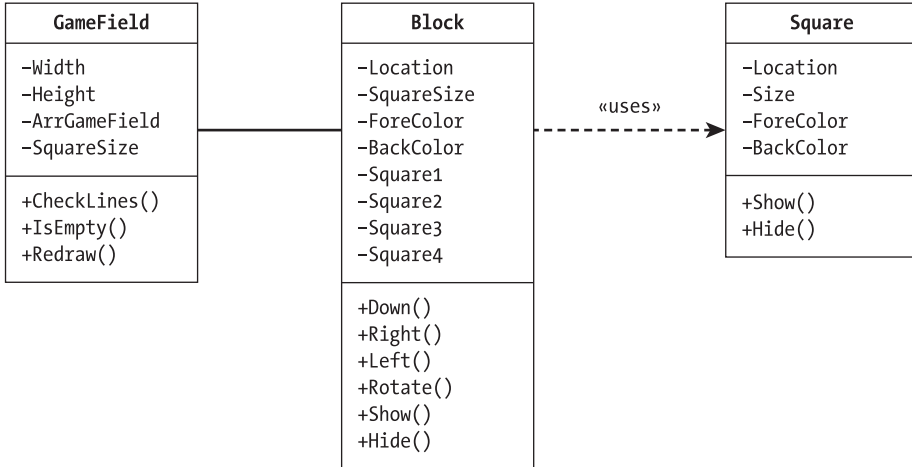 GameField
–Width
–Height
–ArrGameField
–SquareSize
+CheckLines()
+IsEmpty()
+Redraw()
Block
–Location
–SquareSize
–ForeColor
–BackColor
–Square1
–Square2
–Square3
–Square4
+Down()
+Right()
+Left()
+Rotate()
+Show()
+Hide()
«uses»
Square
–Location
–Size
–ForeColor
–BackColor
+Show()
+Hide()